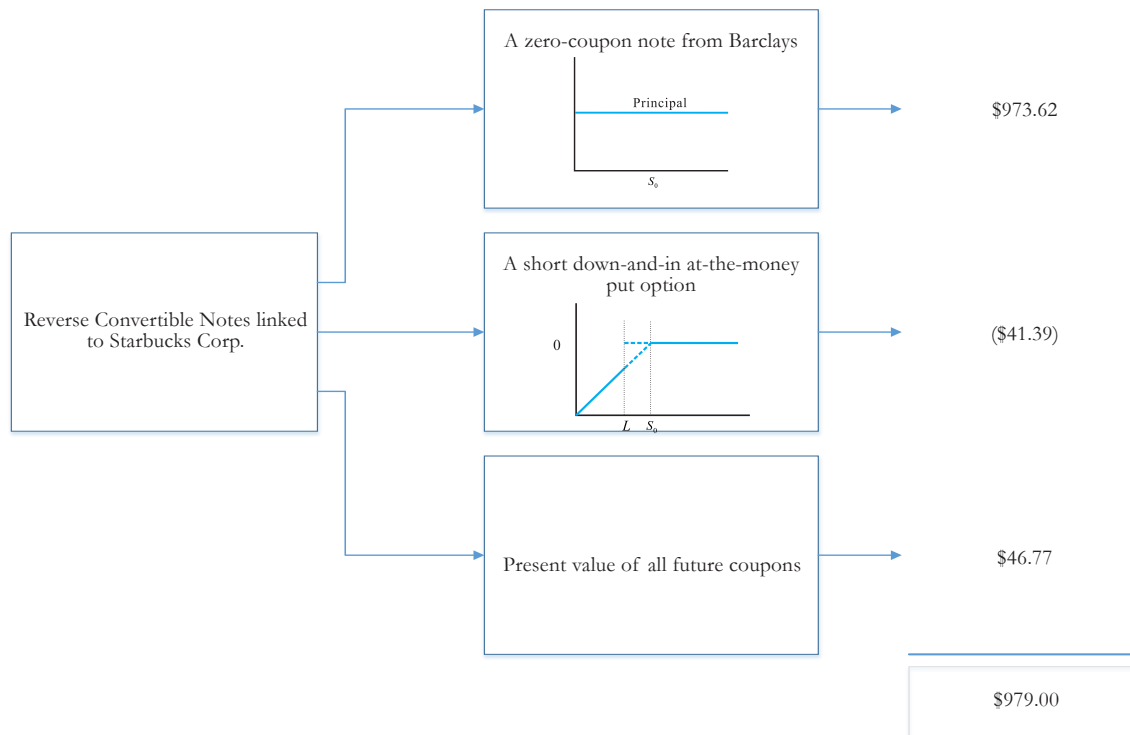 A zero-coupon note from Barclays
Principal
S₀
$973.62
Reverse Convertible Notes linked
to Starbucks Corp.
A short down-and-in at-the-money
put option
0
L S₀
($41.39)
Present value of all future coupons
$46.77
$979.00